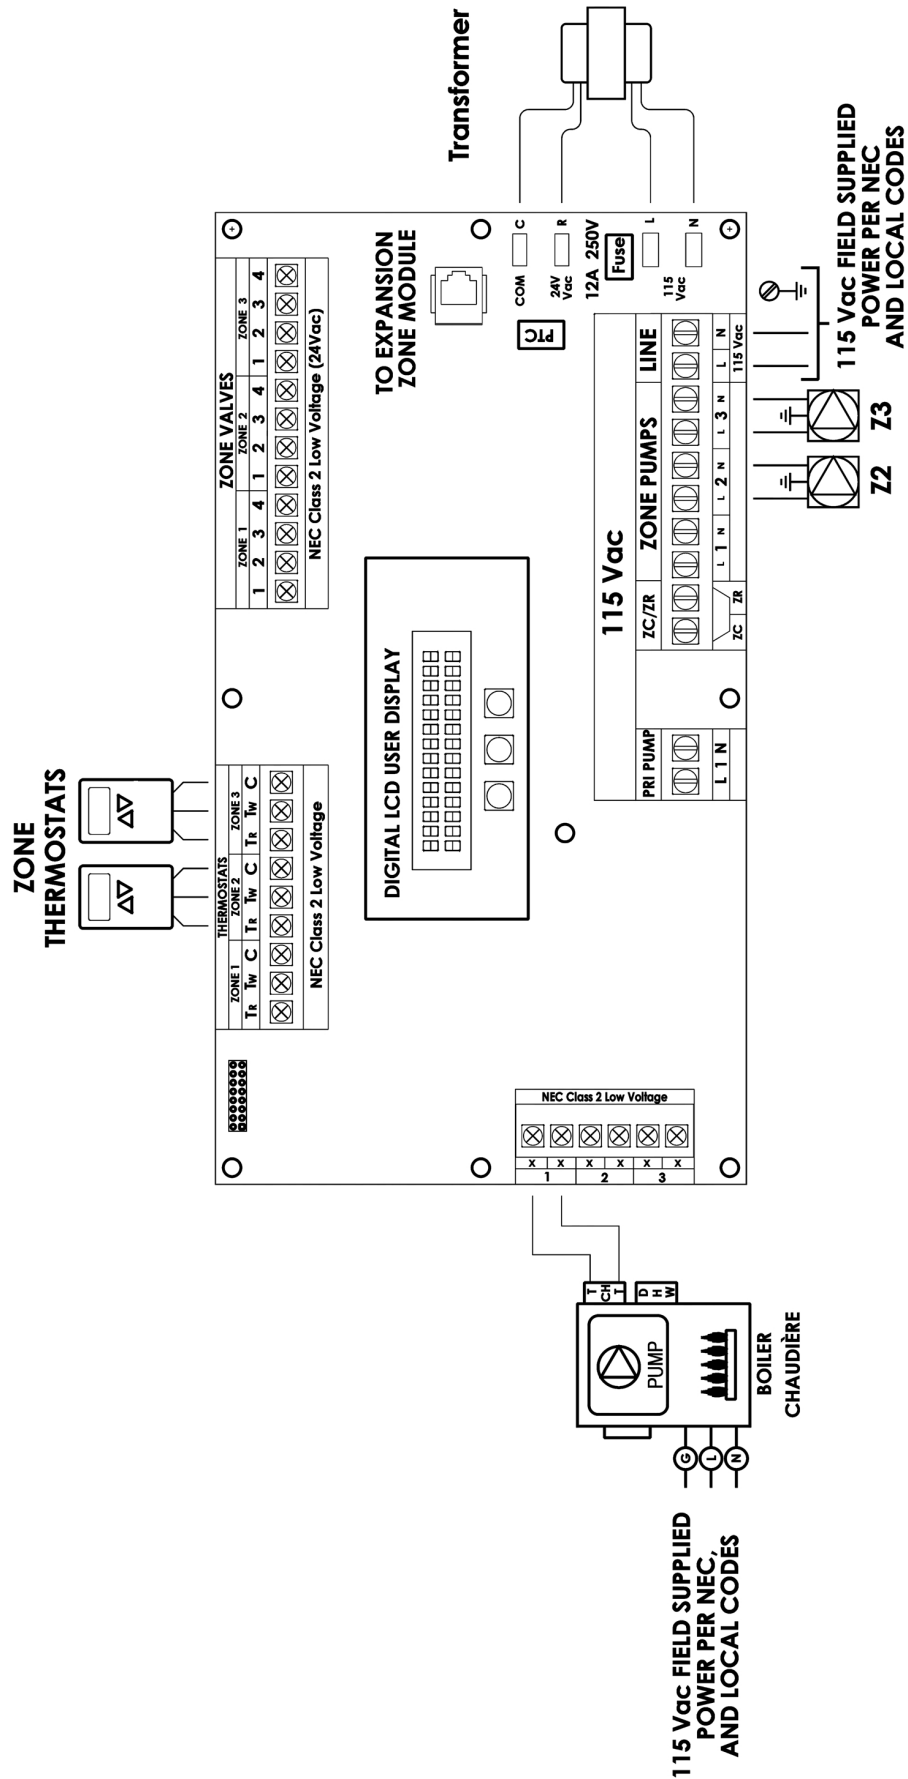 ZONE
THERMOSTATS
THERMOSTATS
ZONE 1 ZONE 2 ZONE 3
TR TW C TR TW C TR TW C
NEC Class 2 Low Voltage
ZONE VALVES
ZONE 1 ZONE 2 ZONE 3
1 2 3 4 1 2 3 4 1 2 3 4
NEC Class 2 Low Voltage (24Vac)
TO EXPANSION
ZONE MODULE
DIGITAL LCD USER DISPLAY
Transformer
COM C
PTC
24V
Vac
R
12A 250V
Fuse
L
115
Vac
N
NEC Class 2 Low Voltage
X X X X X X
1 2 3
115 Vac
PRI PUMP
ZC/ZR
ZONE PUMPS
LINE
L 1 N
ZC ZR
L 1 N L 2 N L 3 N L N
115 Vac
T
CH
T
D
H
W
PUMP
BOILER
CHAUDIÈRE
G
L
N
115 Vac FIELD SUPPLIED
POWER PER NEC,
AND LOCAL CODES
Z2
Z3
115 Vac FIELD SUPPLIED
POWER PER NEC
AND LOCAL CODES